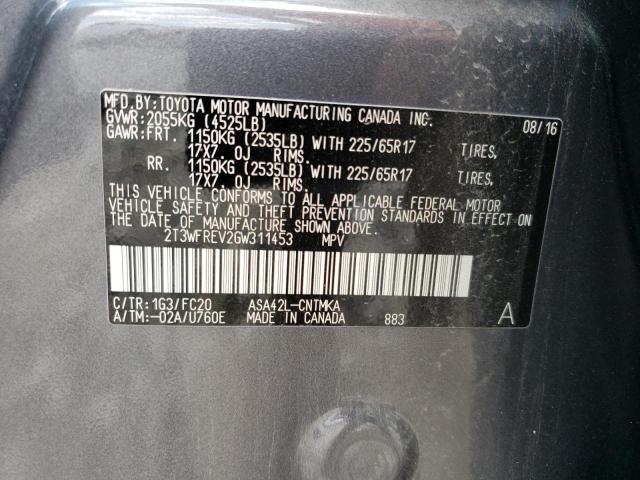 MFD.BY:TOYOTA MOTOR MANUFACTURING CANADA INC. 08/16
GVWR:2055KG (4525LB)
GAWR:FRT. 1150KG (2535LB) WITH 225/65R17 TIRES,
17X7.0J RIMS.
RR. 1150KG (2535LB) WITH 225/65R17 TIRES,
17X7.0J RIMS.
THIS VEHICLE CONFORMS TO ALL APPLICABLE FEDERAL MOTOR
VEHICLE SAFETY AND THEFT PREVENTION STANDARDS IN EFFECT ON
THE DATE OF MANUFACTURE SHOWN ABOVE.
2T3WFREV2GW311453 MPV
C/TR:1G3/FC20 ASA42L-CNTMKA
A/TM:-02A/U760E MADE IN CANADA 883 A